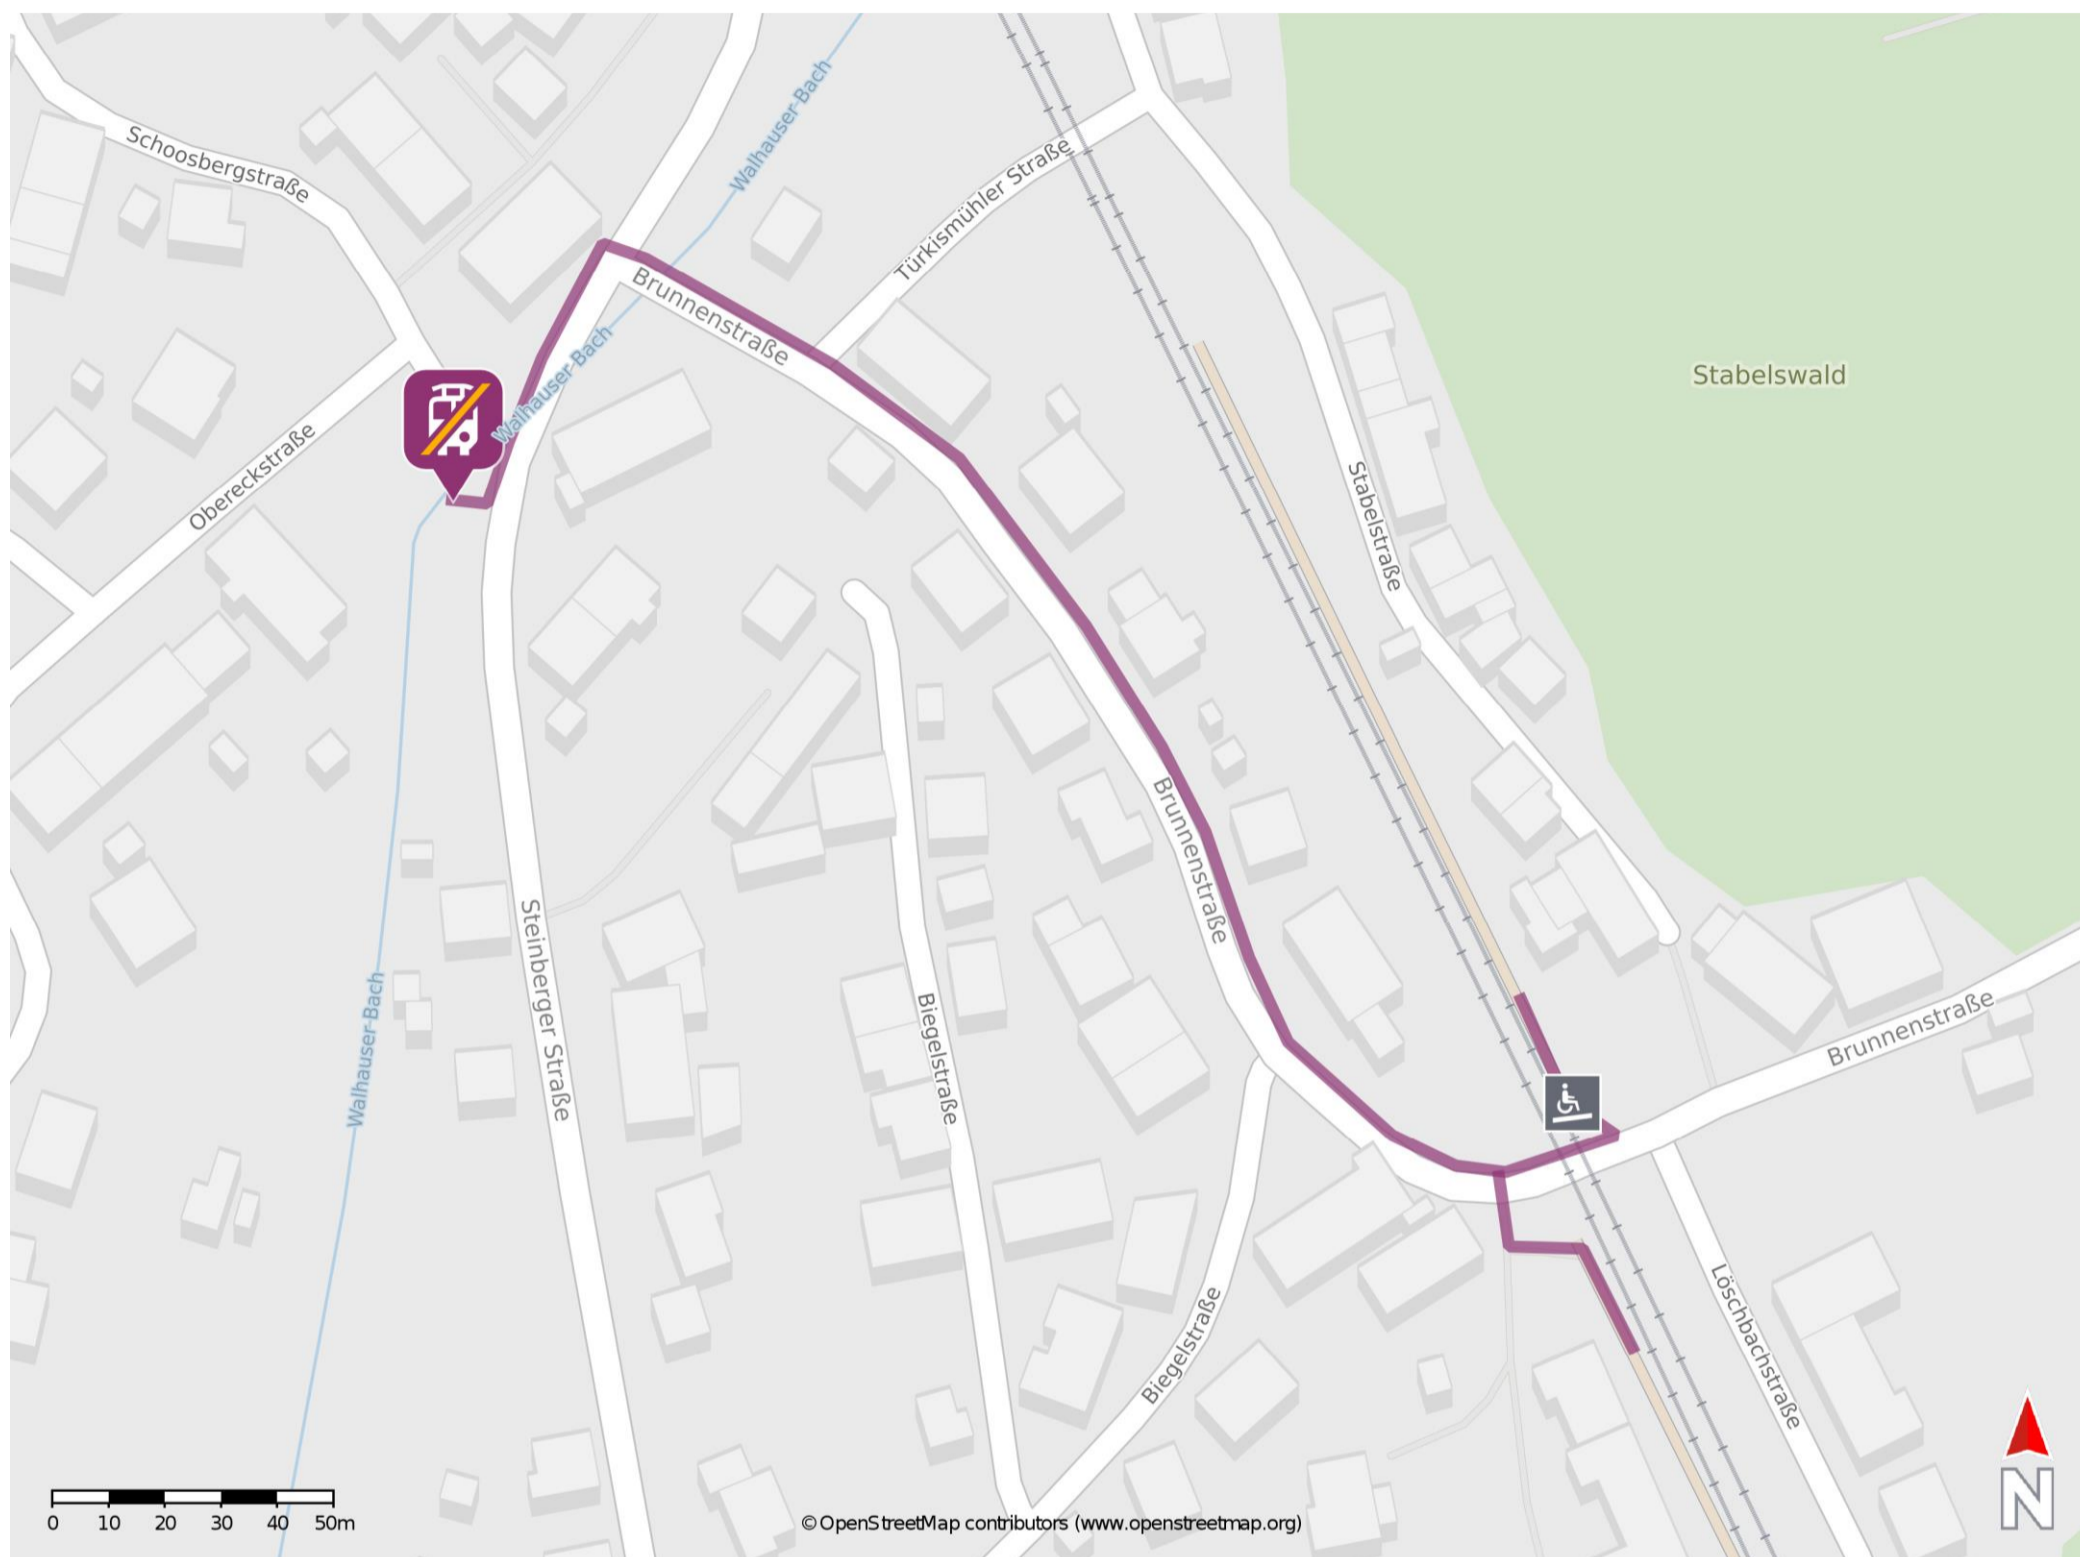 Schoosbergstraße
Walhauser-Bach
Türkismühler Straße
Brunnenstraße
Walhauser-Bach
Stabelswald
Obereckstraße
Stabelstraße
Brunnenstraße
Steinberger Straße
Walhauser-Bach
Biegelstraße
Brunnenstraße
Biegelstraße
Löschbachstraße
N
0 10 20 30 40 50m
© OpenStreetMap contributors (www.openstreetmap.org)